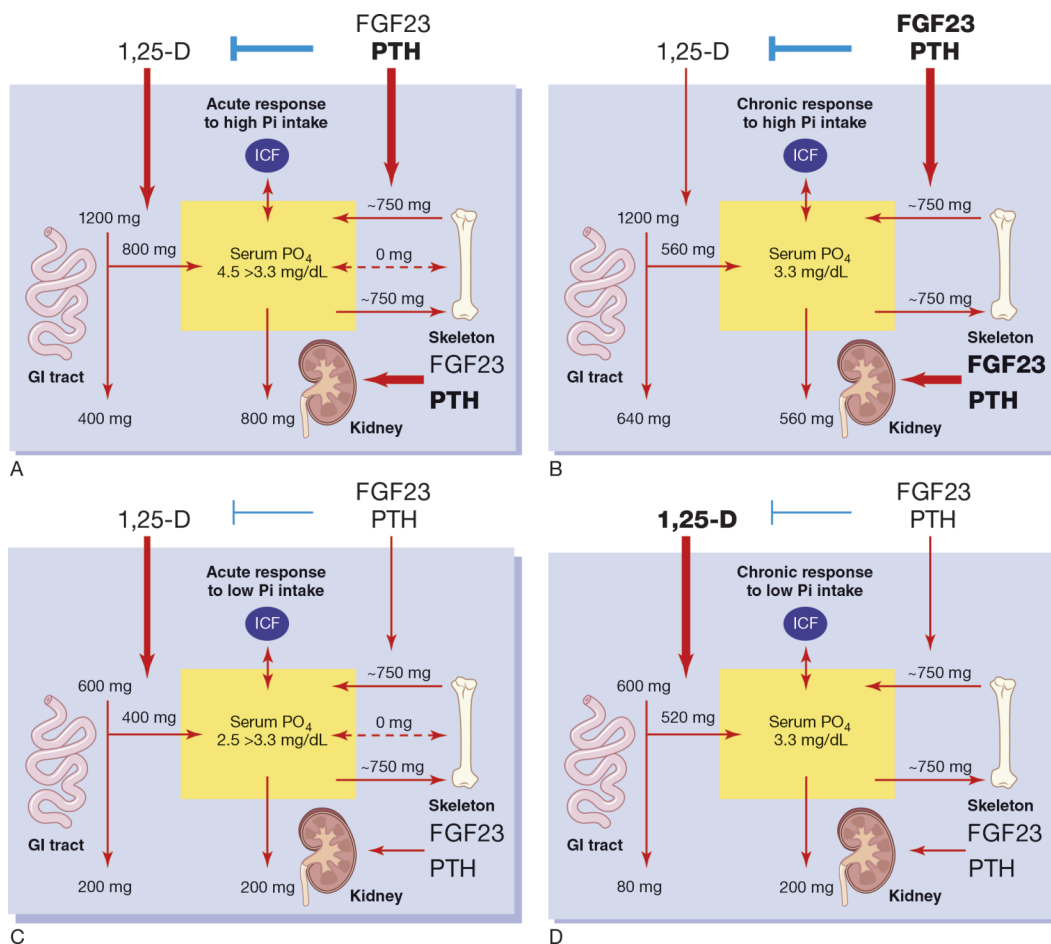 FGF23
1,25-D
PTH
Acute response
to high Pi intake
ICF
1200 mg
~750 mg
800 mg
Serum PO4
4.5 >3.3 mg/dL
0 mg
~750 mg
Skeleton
GI tract
FGF23
PTH
400 mg
800 mg
Kidney
A
FGF23
1,25-D
PTH
Chronic response
to high Pi intake
ICF
1200 mg
~750 mg
560 mg
Serum PO4
3.3 mg/dL
~750 mg
Skeleton
GI tract
FGF23
PTH
640 mg
560 mg
Kidney
B
FGF23
1,25-D
PTH
Acute response
to low Pi intake
ICF
600 mg
~750 mg
400 mg
Serum PO4
2.5 >3.3 mg/dL
0 mg
~750 mg
Skeleton
GI tract
FGF23
PTH
200 mg
200 mg
Kidney
C
FGF23
1,25-D
PTH
Chronic response
to low Pi intake
ICF
600 mg
~750 mg
520 mg
Serum PO4
3.3 mg/dL
~750 mg
Skeleton
GI tract
FGF23
PTH
80 mg
200 mg
Kidney
D